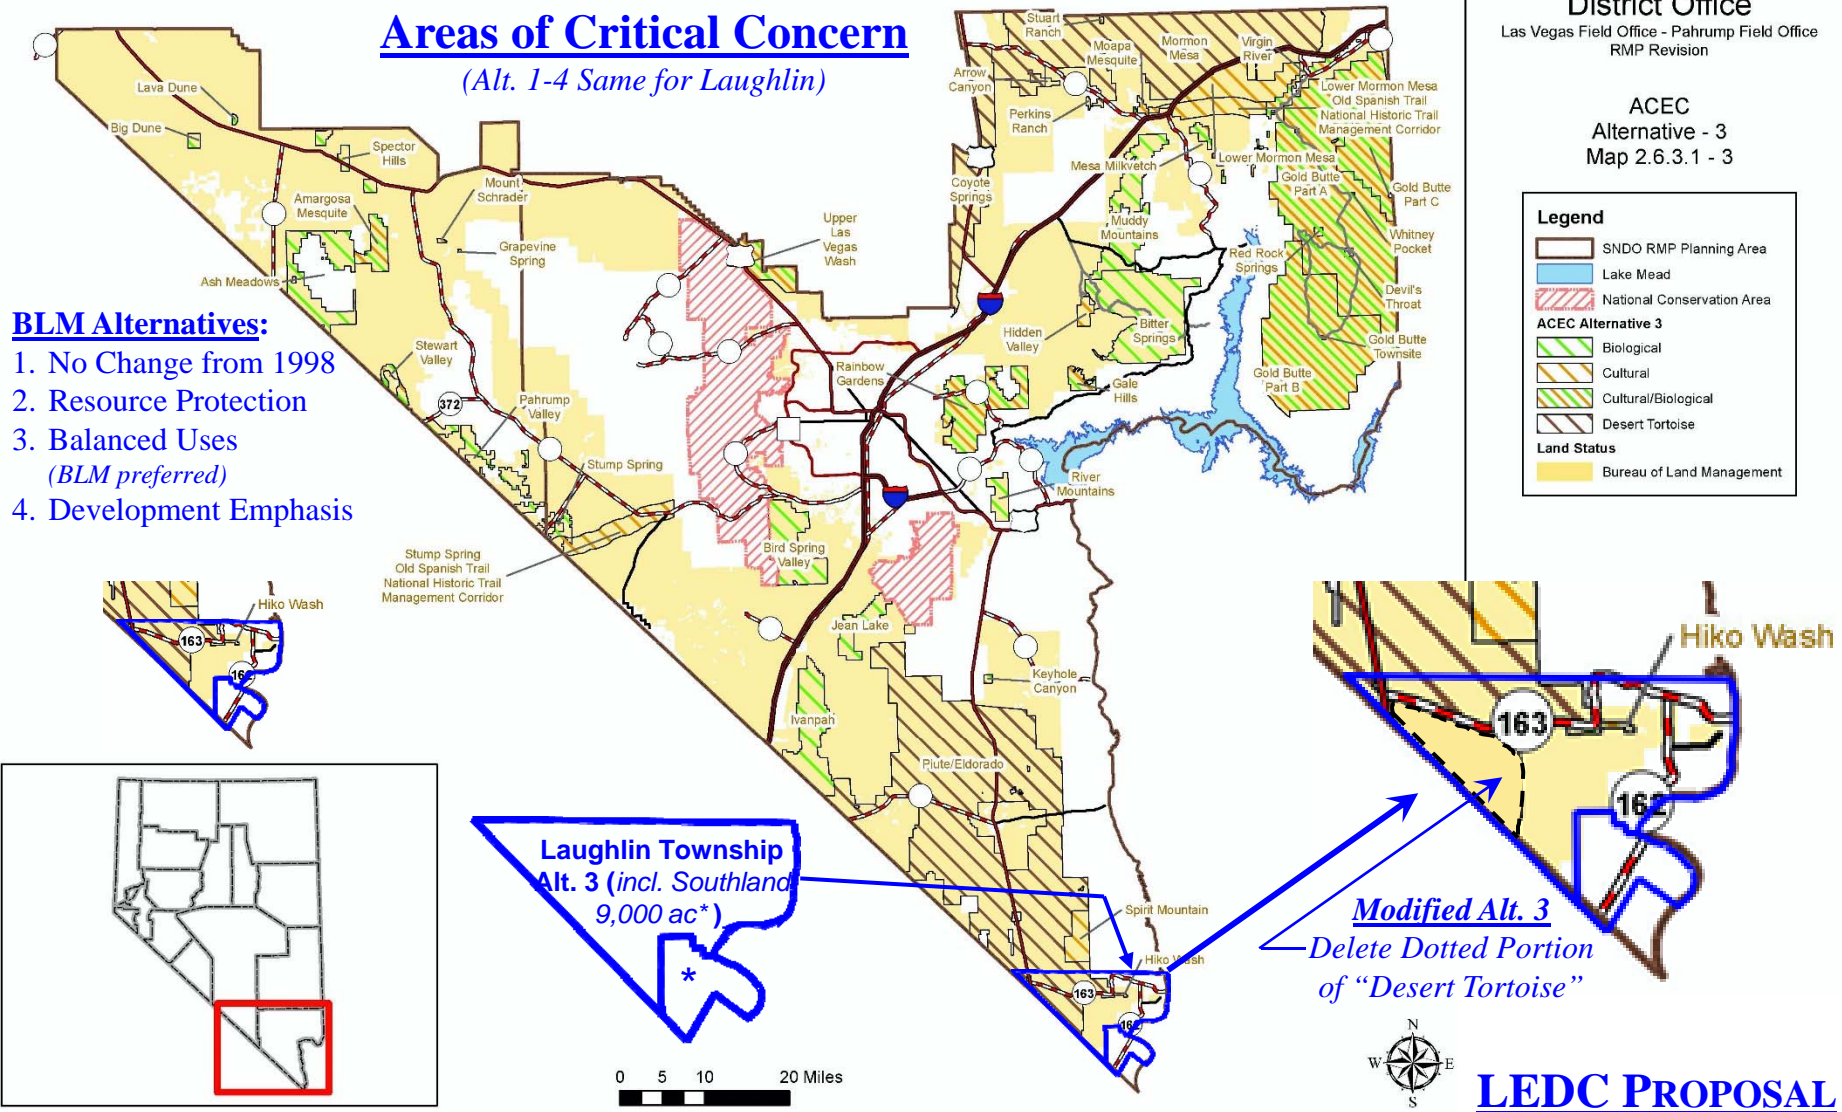 Areas of Critical Concern
(Alt. 1-4 Same for Laughlin)
District Office
Las Vegas Field Office - Pahrump Field Office
RMP Revision
ACEC
Alternative - 3
Map 2.6.3.1 - 3
Legend
SNDO RMP Planning Area
Lake Mead
National Conservation Area
ACEC Alternative 3
Biological
Cultural
Cultural/Biological
Desert Tortoise
Land Status
Bureau of Land Management
BLM Alternatives:
1. No Change from 1998
2. Resource Protection
3. Balanced Uses
(BLM preferred)
4. Development Emphasis
Lava Dune
Big Dune
Spector
Hills
Amargosa
Mesquite
Mount
Schrader
Grapevine
Spring
Ash Meadows
Upper
Las
Vegas
Wash
Stewart
Valley
372
Pahrump
Valley
Stump Spring
Stump Spring
Old Spanish Trail
National Historic Trail
Management Corridor
Stuart
Ranch
Moapa
Mesquite
Mormon
Mesa
Virgin
River
Arrow
Canyon
Perkins
Ranch
Lower Mormon Mesa
Old Spanish Trail
National Historic Trail
Management Corridor
Mesa Milkvetch
Lower Mormon Mesa
Coyote
Springs
Gold Butte
Part A
Gold Butte
Part C
Muddy
Mountains
Whitney
Pocket
Red Rock
Springs
Devil's
Throat
Hidden
Valley
Bitter
Springs
Gold Butte
Townsite
Rainbow
Gardens
Gale
Hills
Gold Butte
Part B
River
Mountains
Bird Spring
Valley
Jean Lake
Keyhole
Canyon
Ivanpah
Piute/Eldorado
Spirit Mountain
Hiko Wash
163
162
Hiko Wash
163
162
Hiko Wash
163
162
Laughlin Township
Alt. 3 (incl. Southland
9,000 ac*)
*
Modified Alt. 3
Delete Dotted Portion
of “Desert Tortoise”
0 5 10 20 Miles
N
W E
S
LEDC PROPOSAL